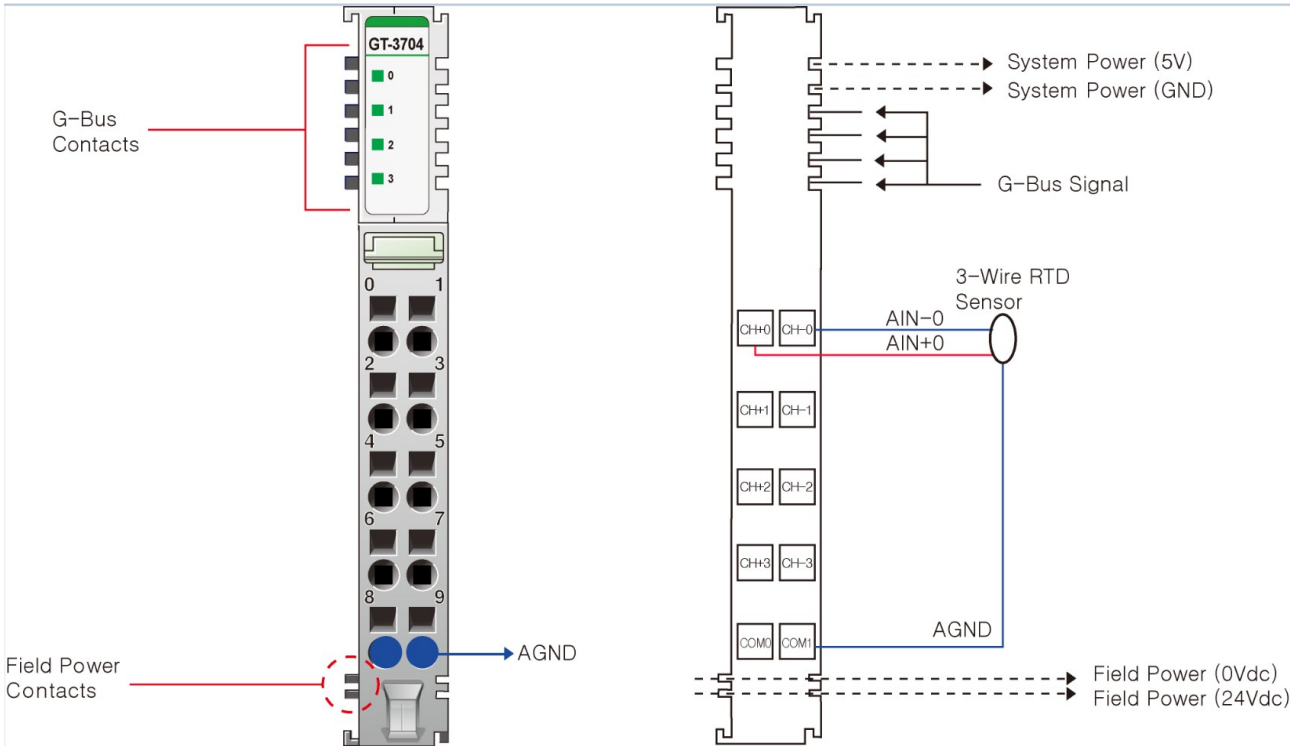 GT-3704
0
1
2
3
G-Bus
Contacts
0 1
2 3
4 5
6 7
8 9
AGND
Field Power
Contacts
System Power (5V)
System Power (GND)
G-Bus Signal
3-Wire RTD
Sensor
AIN-0
AIN+0
CH+0 CH-0
CH+1 CH-1
CH+2 CH-2
CH+3 CH-3
COM0 COM1
AGND
Field Power (0Vdc)
Field Power (24Vdc)